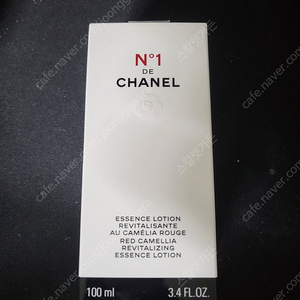 N°1
DE
CHANEL
ESSENCE LOTION
REVITALISANTE
AU CAMÉLIA ROUGE
RED CAMELLIA
REVITALIZING
ESSENCE LOTION
100 ml 3.4 FL.OZ.